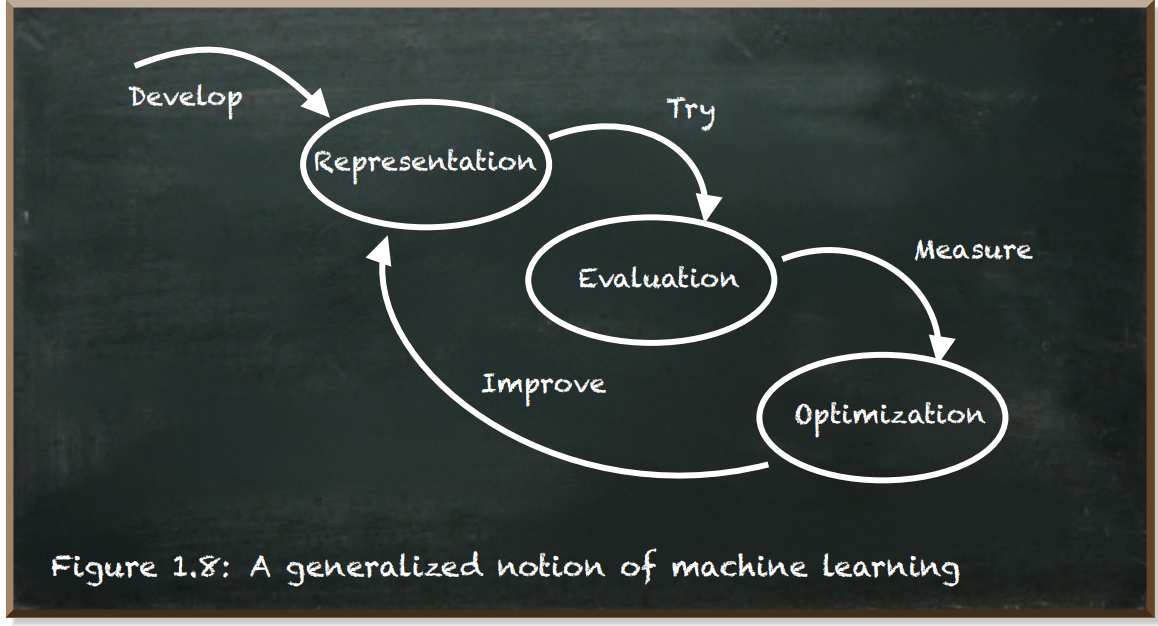 Develop
Try
Representation
Measure
Evaluation
Improve
Optimization
Figure 1.8: A generalized notion of machine learning